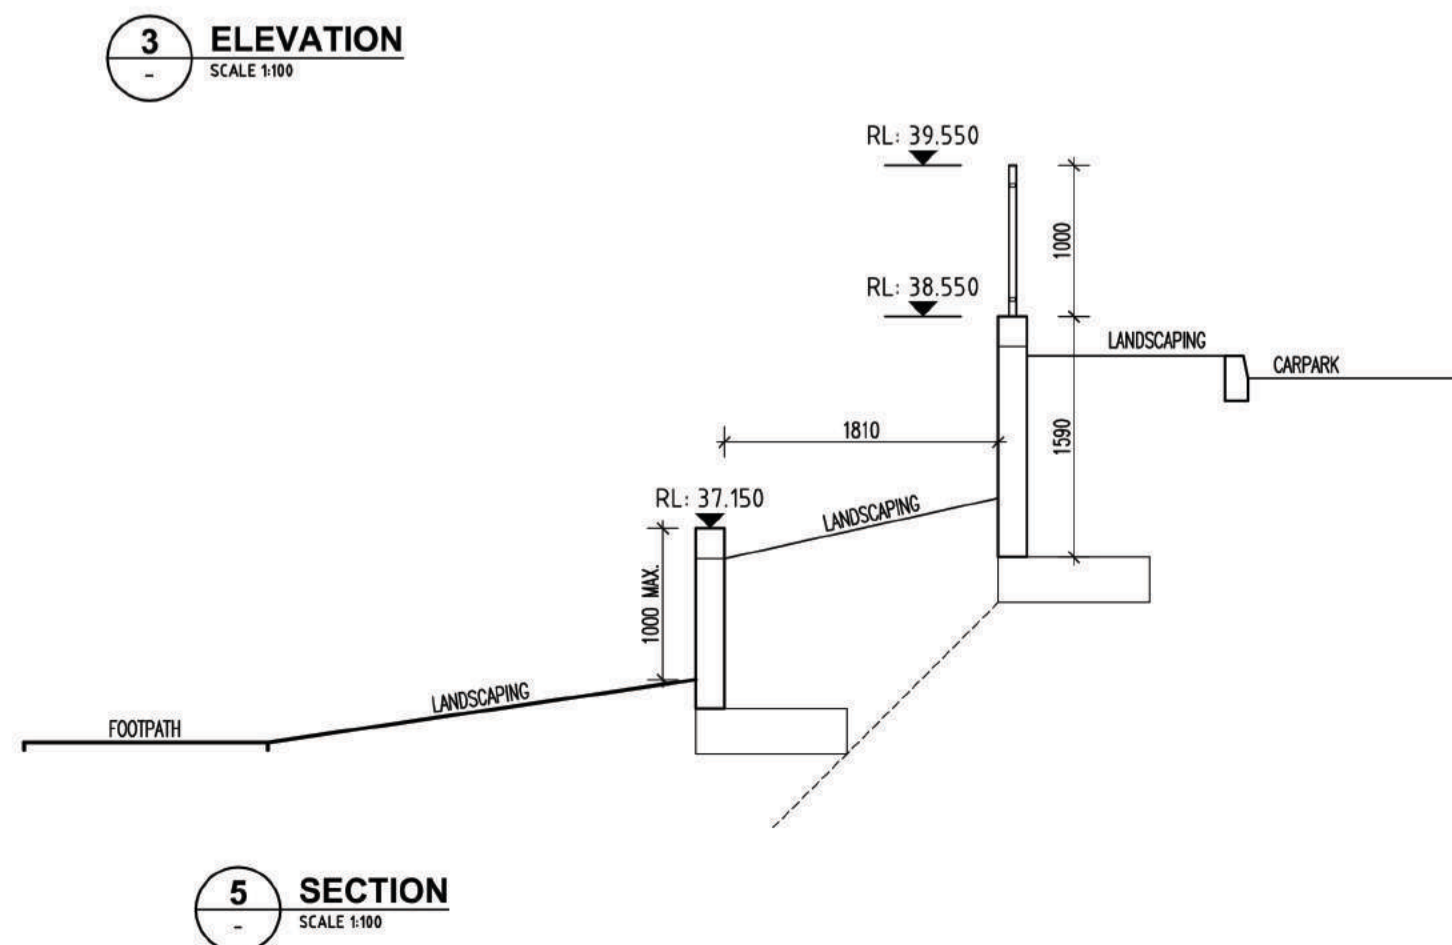 3 ELEVATION
- SCALE 1:100
RL: 39.550
1000
RL: 38.550
LANDSCAPING
CARPARK
1810
1590
RL: 37.150
LANDSCAPING
1000 MAX.
LANDSCAPING
FOOTPATH
5 SECTION
- SCALE 1:100